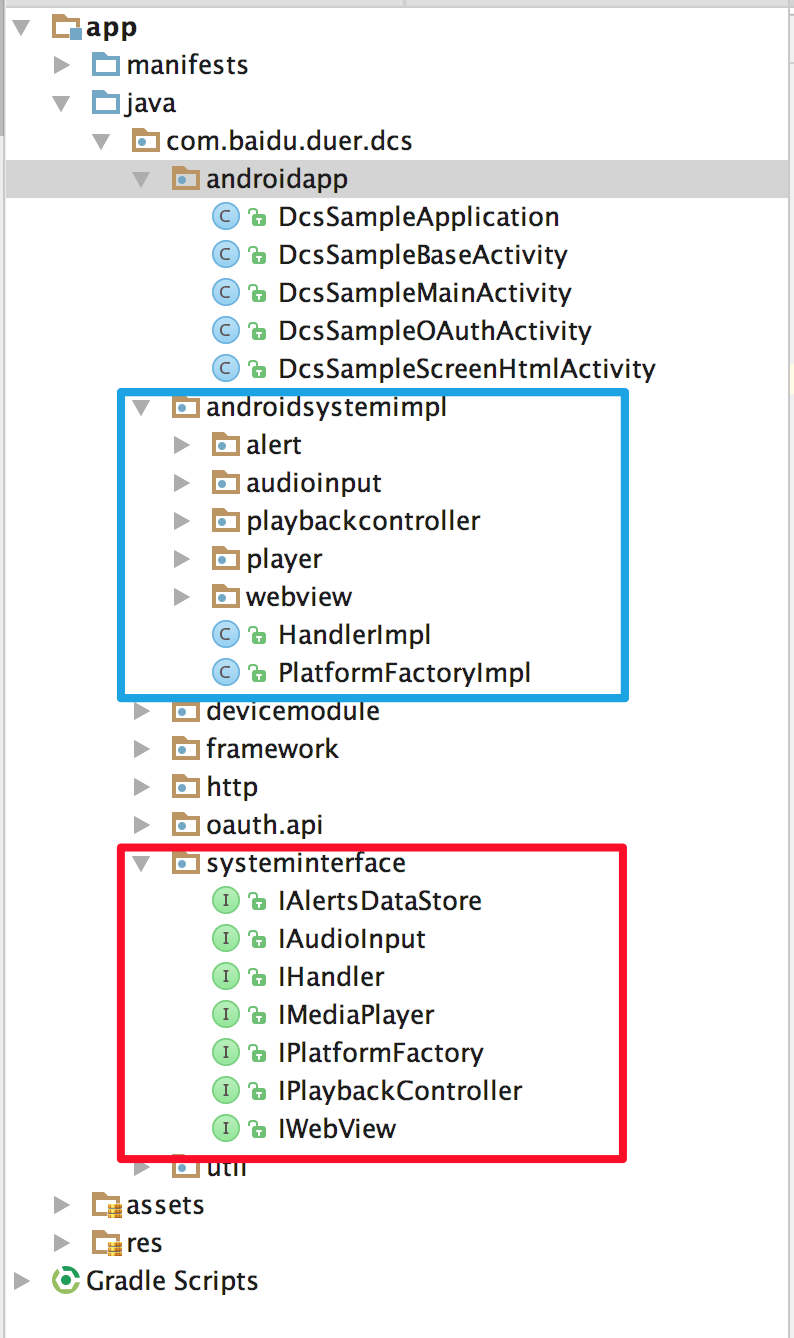 app
manifests
java
com.baidu.duer.dcs
androidapp
DcsSampleApplication
DcsSampleBaseActivity
DcsSampleMainActivity
DcsSampleOAuthActivity
DcsSampleScreenHtmlActivity
androidsystemimpl
alert
audioinput
playbackcontroller
player
webview
HandlerImpl
PlatformFactoryImpl
devicemodule
framework
http
oauth.api
systeminterface
IAlertsDataStore
IAudioInput
IHandler
IMediaPlayer
IPlatformFactory
IPlaybackController
IWebView
util
assets
res
Gradle Scripts